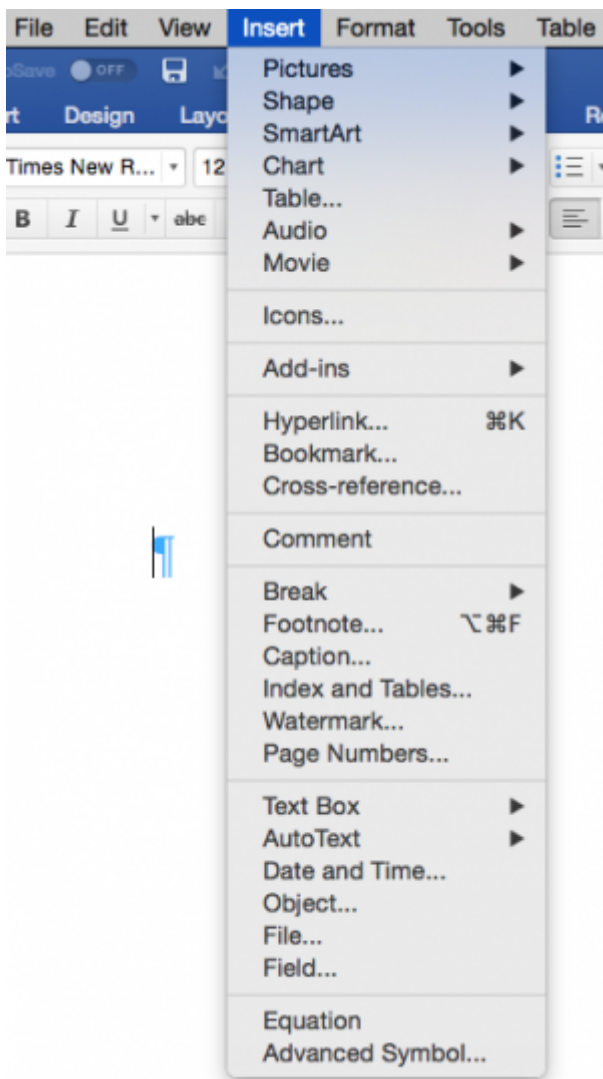 File Edit View Insert Format Tools Table
OFF
Design
Times New R... 12
B I U abc
Pictures
Shape
SmartArt
Chart
Table...
Audio
Movie
Icons...
Add-ins
Hyperlink... ⌘K
Bookmark...
Cross-reference...
Comment
¶
Break
Footnote... ⌥⌘F
Caption...
Index and Tables...
Watermark...
Page Numbers...
Text Box
AutoText
Date and Time...
Object...
File...
Field...
Equation
Advanced Symbol...